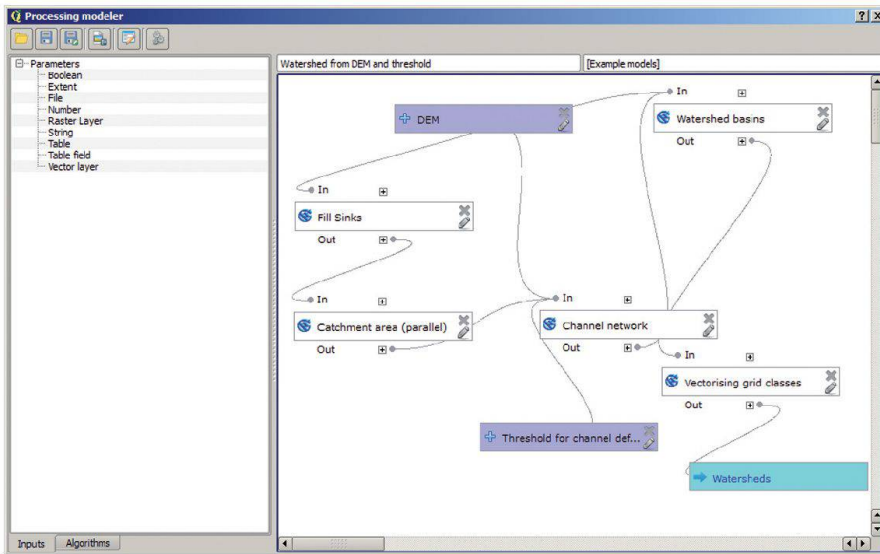 Processing modeler
Parameters
Boolean
Extent
File
Number
Raster Layer
String
Table
Table field
Vector layer
Watershed from DEM and threshold
[Example models]
DEM
In
Watershed basins
Out
In
Fill Sinks
Out
In
Catchment area (parallel)
Out
In
Channel network
Out
In
Vectorising grid classes
Out
Threshold for channel def...
Watersheds
Inputs
Algorithms